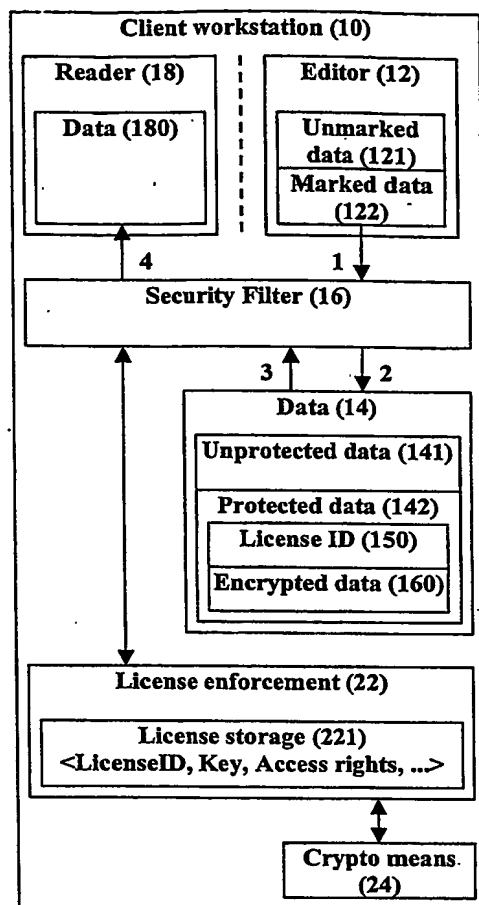 Client workstation (10)
Reader (18)
Data (180)
Editor (12)
Unmarked
data (121)
Marked data
(122)
4
1
Security Filter (16)
3
2
Data (14)
Unprotected data (141)
Protected data (142)
License ID (150)
Encrypted data (160)
License enforcement (22)
License storage (221)
<LicenseID, Key, Access rights, ...>
Crypto means
(24)